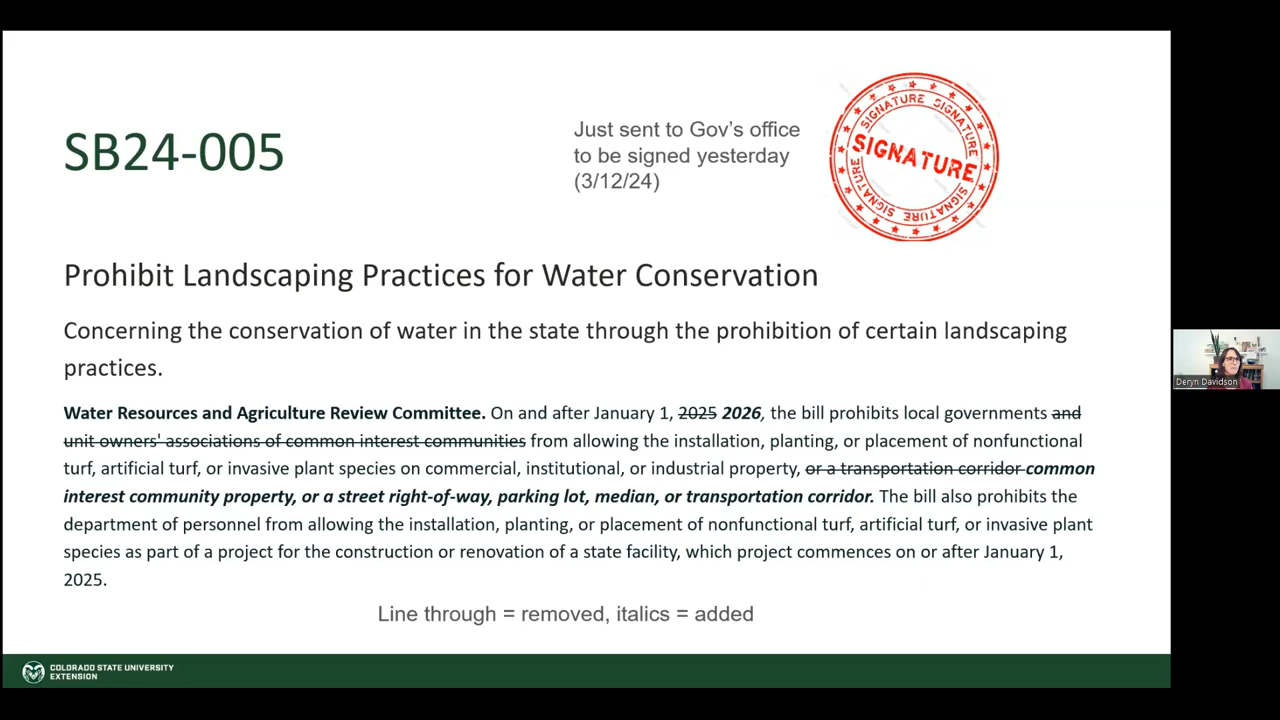 SB24-005
Just sent to Gov's office
to be signed yesterday
(3/12/24)
SIGNATURE SIGNATURE
SIGNATURE
SIGNATURE SIGNATURE SIGNATURE
Prohibit Landscaping Practices for Water Conservation
Concerning the conservation of water in the state through the prohibition of certain landscaping
practices.
Water Resources and Agriculture Review Committee. On and after January 1, 2025 2026, the bill prohibits local governments and
unit owners' associations of common interest communities from allowing the installation, planting, or placement of nonfunctional
turf, artificial turf, or invasive plant species on commercial, institutional, or industrial property, or a transportation corridor common
interest community property, or a street right-of-way, parking lot, median, or transportation corridor. The bill also prohibits the
department of personnel from allowing the installation, planting, or placement of nonfunctional turf, artificial turf, or invasive plant
species as part of a project for the construction or renovation of a state facility, which project commences on or after January 1,
2025.
Line through = removed, italics = added
COLORADO STATE UNIVERSITY
EXTENSION
Deryn Davidson